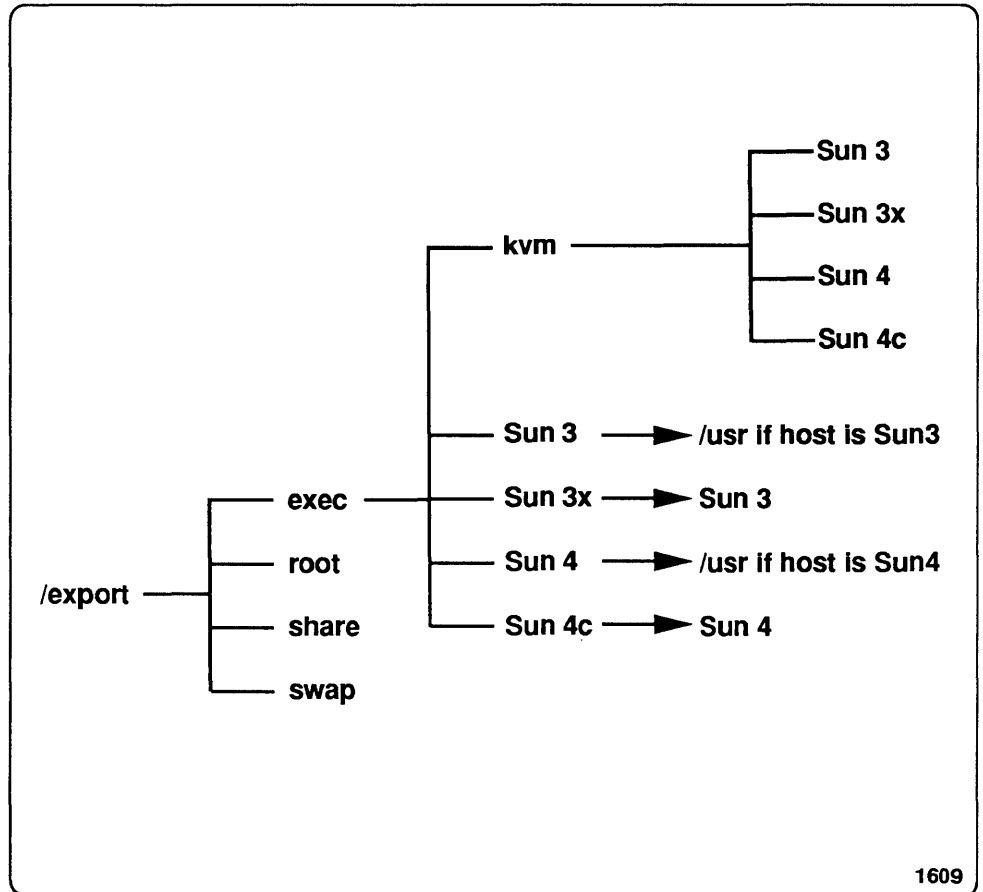 Sun 3
Sun 3x
kvm
Sun 4
Sun 4c
Sun 3 /usr if host is Sun3
exec Sun 3x Sun 3
root Sun 4 /usr if host is Sun4
/export
share Sun 4c Sun 4
swap
1609